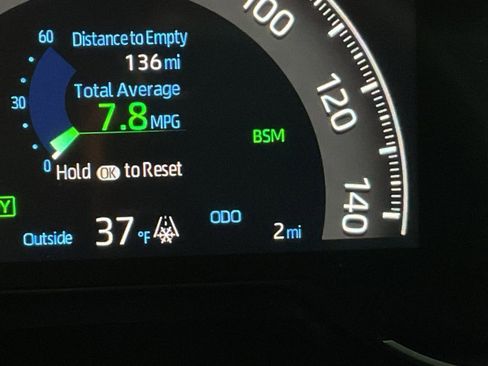 100
60
Distance to Empty
136 mi
Total Average
30
7.8 MPG
120
BSM
0
Hold OK to Reset
Y
140
Outside 37 °F
ODO
2 mi